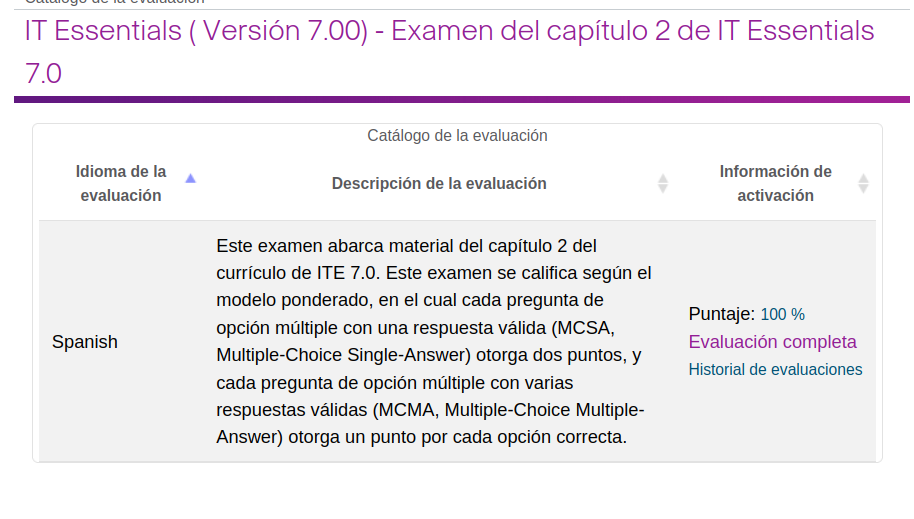 Catálogo de la evaluación
IT Essentials ( Versión 7.00) - Examen del capítulo 2 de IT Essentials
7.0
Catálogo de la evaluación
Idioma de la
evaluación
Descripción de la evaluación
Información de
activación
Spanish
Este examen abarca material del capítulo 2 del
currículo de ITE 7.0. Este examen se califica según el
modelo ponderado, en el cual cada pregunta de
opción múltiple con una respuesta válida (MCSA,
Multiple-Choice Single-Answer) otorga dos puntos, y
cada pregunta de opción múltiple con varias
respuestas válidas (MCMA, Multiple-Choice Multiple-
Answer) otorga un punto por cada opción correcta.
Puntaje: 100 %
Evaluación completa
Historial de evaluaciones